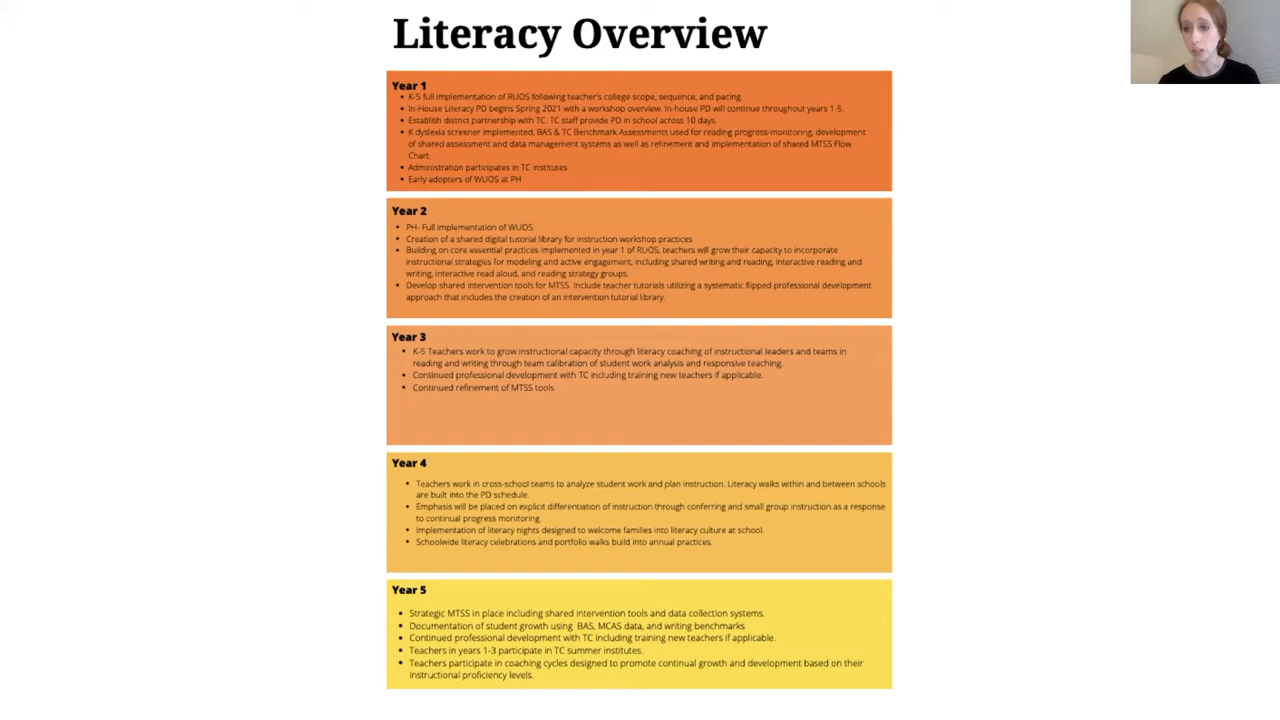 Literacy Overview
Year 1
• K-5 full implementation of RUOS following teacher's college scope, sequence, and pacing.
• In-House Literacy PD begins Spring 2021 with a workshop overview. In-house PD will continue throughout years 1-5.
• Establish district partnership with TC. TC staff provide PD in school across 10 days.
• K dyslexia screener implemented, BAS & TC Benchmark Assessments used for reading progress-monitoring, development
of shared assessment and data management systems as well as refinement and implementation of shared MTSS Flow
Chart.
• Administration participates in TC institutes
• Early adopters of WUOS at PH
Year 2
• PH- Full implementation of WUOS.
• Creation of a shared digital tutorial library for instruction workshop practices
• Building on core essential practices implemented in year 1 of RUOS, teachers will grow their capacity to incorporate
instructional strategies for modeling and active engagement, including shared writing and reading, interactive reading and
writing, interactive read aloud, and reading strategy groups.
• Develop shared intervention tools for MTSS. Include teacher tutorials utilizing a systematic flipped professional development
approach that includes the creation of an intervention tutorial library.
Year 3
• K-5 Teachers work to grow instructional capacity through literacy coaching of instructional leaders and teams in
reading and writing through team calibration of student work analysis and responsive teaching.
• Continued professional development with TC including training new teachers if applicable.
• Continued refinement of MTSS tools
Year 4
• Teachers work in cross-school teams to analyze student work and plan instruction. Literacy walks within and between schools
are built into the PD schedule.
• Emphasis will be placed on explicit differentiation of instruction through conferring and small group instruction as a response
to continual progress monitoring.
• Implementation of literacy nights designed to welcome families into literacy culture at school.
• Schoolwide literacy celebrations and portfolio walks build into annual practices.
Year 5
• Strategic MTSS in place including shared intervention tools and data collection systems.
• Documentation of student growth using BAS, MCAS data, and writing benchmarks
• Continued professional development with TC including training new teachers if applicable.
• Teachers in years 1-3 participate in TC summer institutes.
• Teachers participate in coaching cycles designed to promote continual growth and development based on their
instructional proficiency levels.